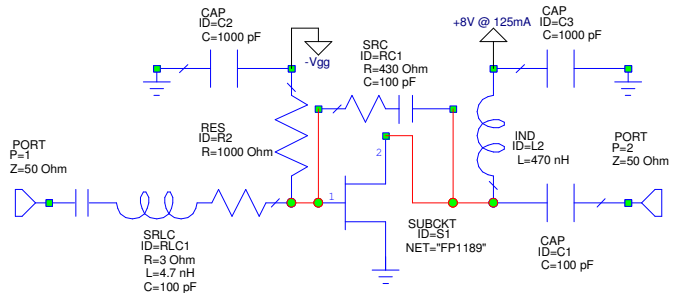 CAP
ID=C2
C=1000 pF
-Vgg
SRC
ID=RC1
R=430 Ohm
C=100 pF
+8V @ 125mA
CAP
ID=C3
C=1000 pF
RES
ID=R2
R=1000 Ohm
IND
ID=L2
L=470 nH
PORT
P=1
Z=50 Ohm
PORT
P=2
Z=50 Ohm
2
1
SRLC
ID=RLC1
R=3 Ohm
L=4.7 nH
C=100 pF
SUBCKT
ID=S1
NET="FP1189"
CAP
ID=C1
C=100 pF